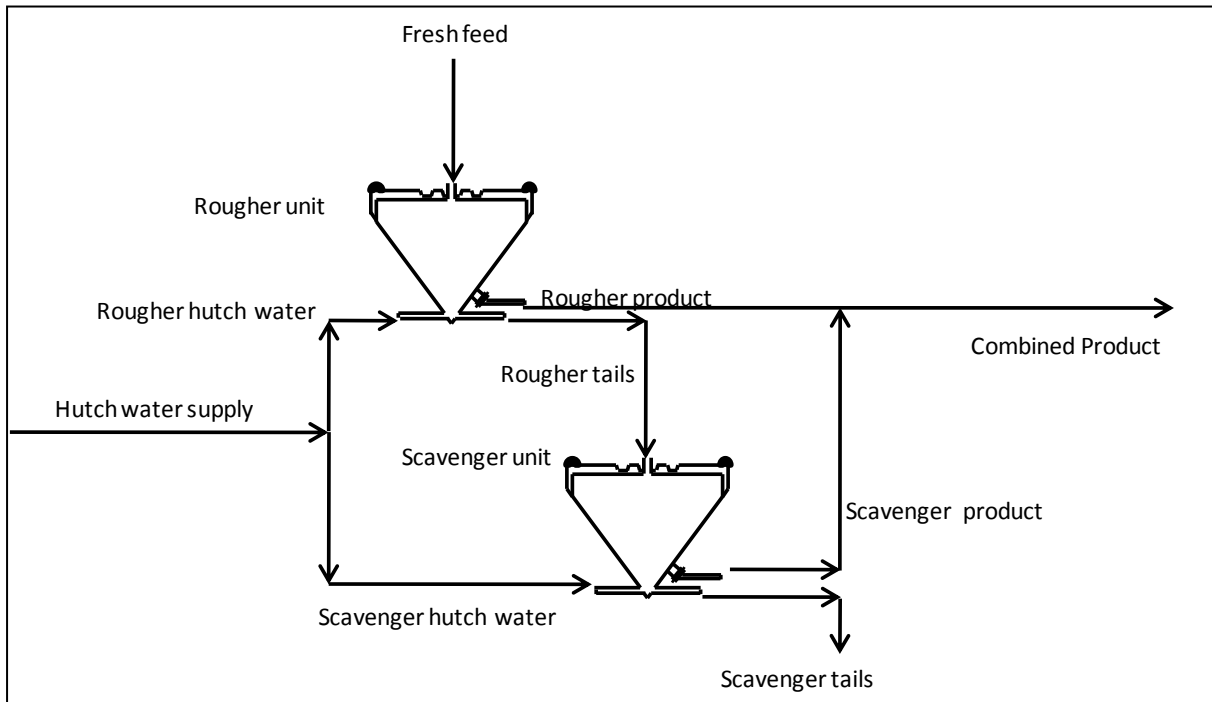 Fresh feed
Rougher unit
Rougher hutch water
Rougher product
Combined Product
Rougher tails
Hutch water supply
Scavenger unit
Scavenger product
Scavenger hutch water
Scavenger tails